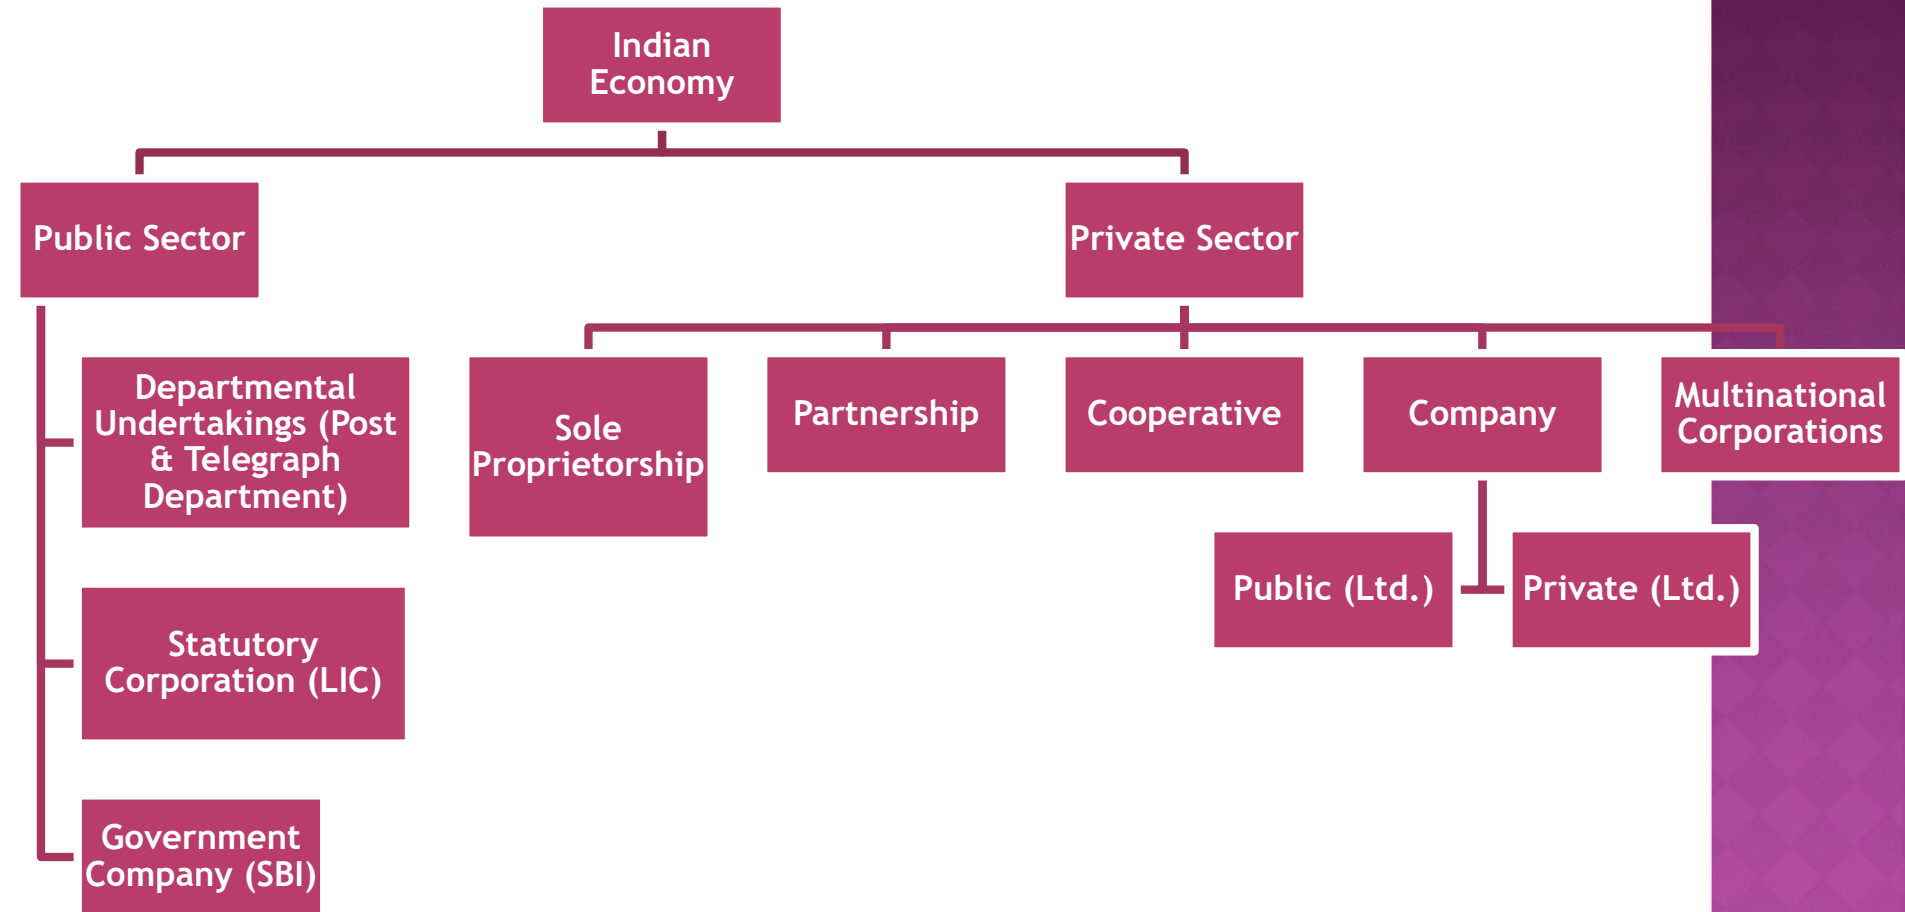 Indian
Economy
Public Sector
Private Sector
Departmental
Undertakings (Post
& Telegraph
Department)
Statutory
Corporation (LIC)
Government
Company (SBI)
Sole
Proprietorship
Partnership
Cooperative
Company
Multinational
Corporations
Public (Ltd.)
Private (Ltd.)